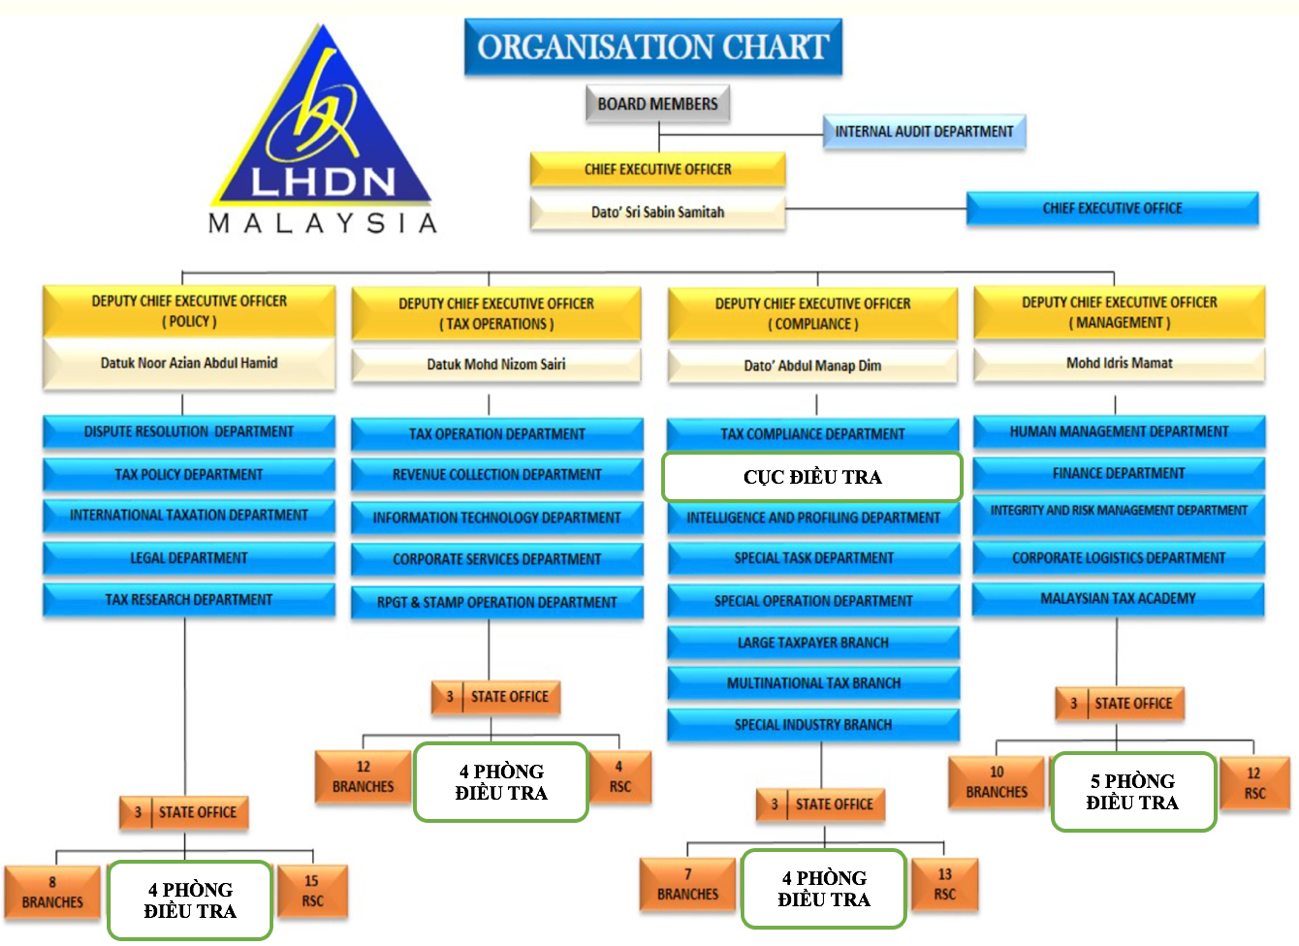 ORGANISATION CHART
LHDN
MALAYSIA
BOARD MEMBERS
INTERNAL AUDIT DEPARTMENT
CHIEF EXECUTIVE OFFICER
Dato' Sri Sabin Samitah
CHIEF EXECUTIVE OFFICE
DEPUTY CHIEF EXECUTIVE OFFICER
( POLICY )
Datuk Noor Azian Abdul Hamid
DISPUTE RESOLUTION DEPARTMENT
TAX POLICY DEPARTMENT
INTERNATIONAL TAXATION DEPARTMENT
LEGAL DEPARTMENT
TAX RESEARCH DEPARTMENT
3 STATE OFFICE
8
BRANCHES
4 PHÒNG
ĐIỀU TRA
15
RSC
DEPUTY CHIEF EXECUTIVE OFFICER
( TAX OPERATIONS )
Datuk Mohd Nizom Sairi
TAX OPERATION DEPARTMENT
REVENUE COLLECTION DEPARTMENT
INFORMATION TECHNOLOGY DEPARTMENT
CORPORATE SERVICES DEPARTMENT
RPGT & STAMP OPERATION DEPARTMENT
3 STATE OFFICE
12
BRANCHES
4 PHÒNG
ĐIỀU TRA
4
RSC
DEPUTY CHIEF EXECUTIVE OFFICER
( COMPLIANCE )
Dato' Abdul Manap Dim
TAX COMPLIANCE DEPARTMENT
CỤC ĐIỀU TRA
INTELLIGENCE AND PROFILING DEPARTMENT
SPECIAL TASK DEPARTMENT
SPECIAL OPERATION DEPARTMENT
LARGE TAXPAYER BRANCH
MULTINATIONAL TAX BRANCH
SPECIAL INDUSTRY BRANCH
3 STATE OFFICE
7
BRANCHES
4 PHÒNG
ĐIỀU TRA
13
RSC
DEPUTY CHIEF EXECUTIVE OFFICER
( MANAGEMENT )
Mohd Idris Mamat
HUMAN MANAGEMENT DEPARTMENT
FINANCE DEPARTMENT
INTEGRITY AND RISK MANAGEMENT DEPARTMENT
CORPORATE LOGISTICS DEPARTMENT
MALAYSIAN TAX ACADEMY
3 STATE OFFICE
10
BRANCHES
5 PHÒNG
ĐIỀU TRA
12
RSC